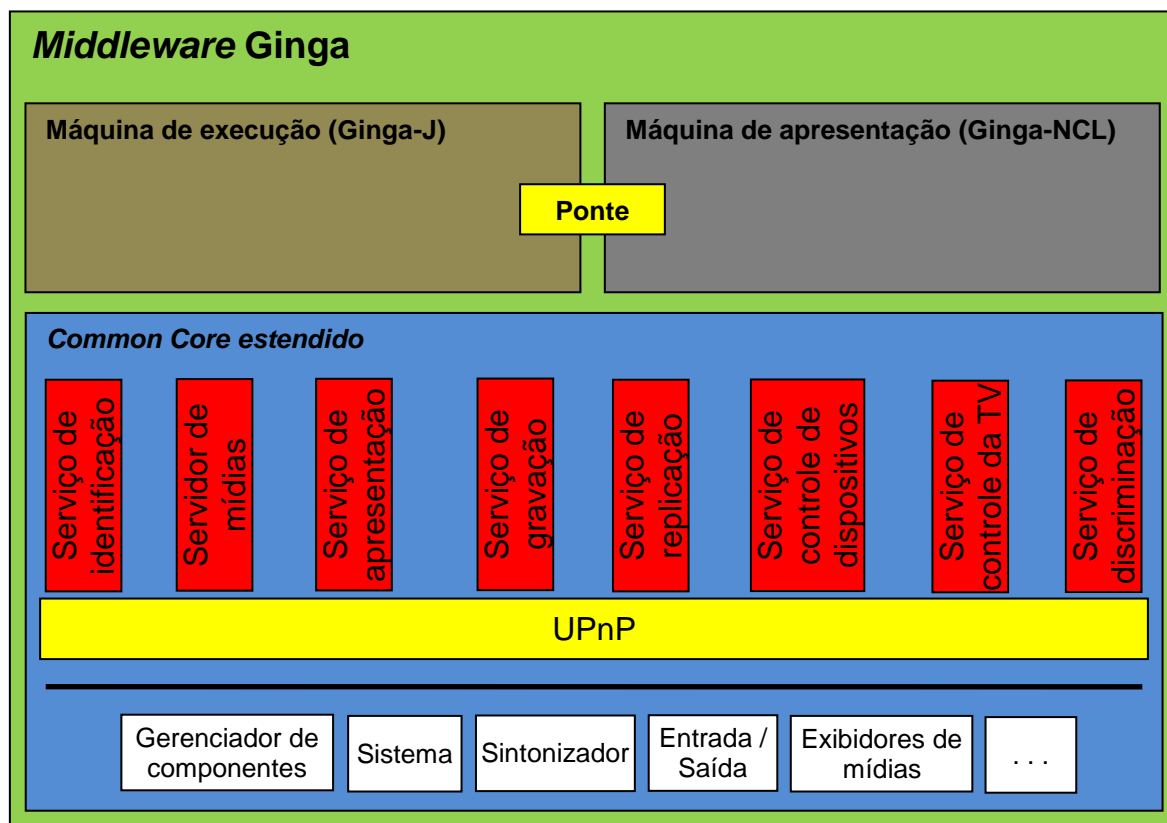 Middleware Ginga
Máquina de execução (Ginga-J)
Máquina de apresentação (Ginga-NCL)
Ponte
Common Core estendido
Serviço de
identificação
Servidor de
mídias
Serviço de
apresentação
Serviço de
gravação
Serviço de
replicação
Serviço de
controle de
dispositivos
Serviço de
controle da TV
Serviço de
discriminação
UPnP
Gerenciador de
componentes
Sistema
Sintonizador
Entrada /
Saída
Exibidores de
mídias
. . .